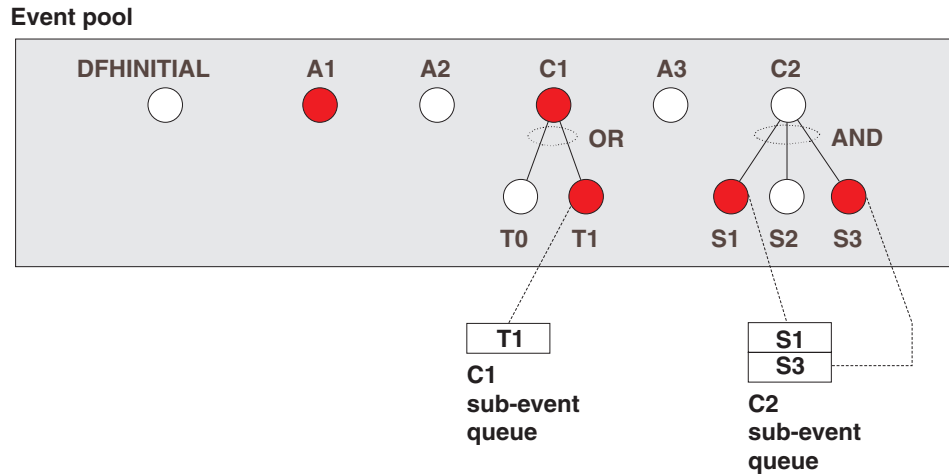 Event pool
DFHINITIAL A1 A2 C1 A3 C2
OR AND
T0 T1 S1 S2 S3
T1
C1
sub-event
queue
S1
S3
C2
sub-event
queue